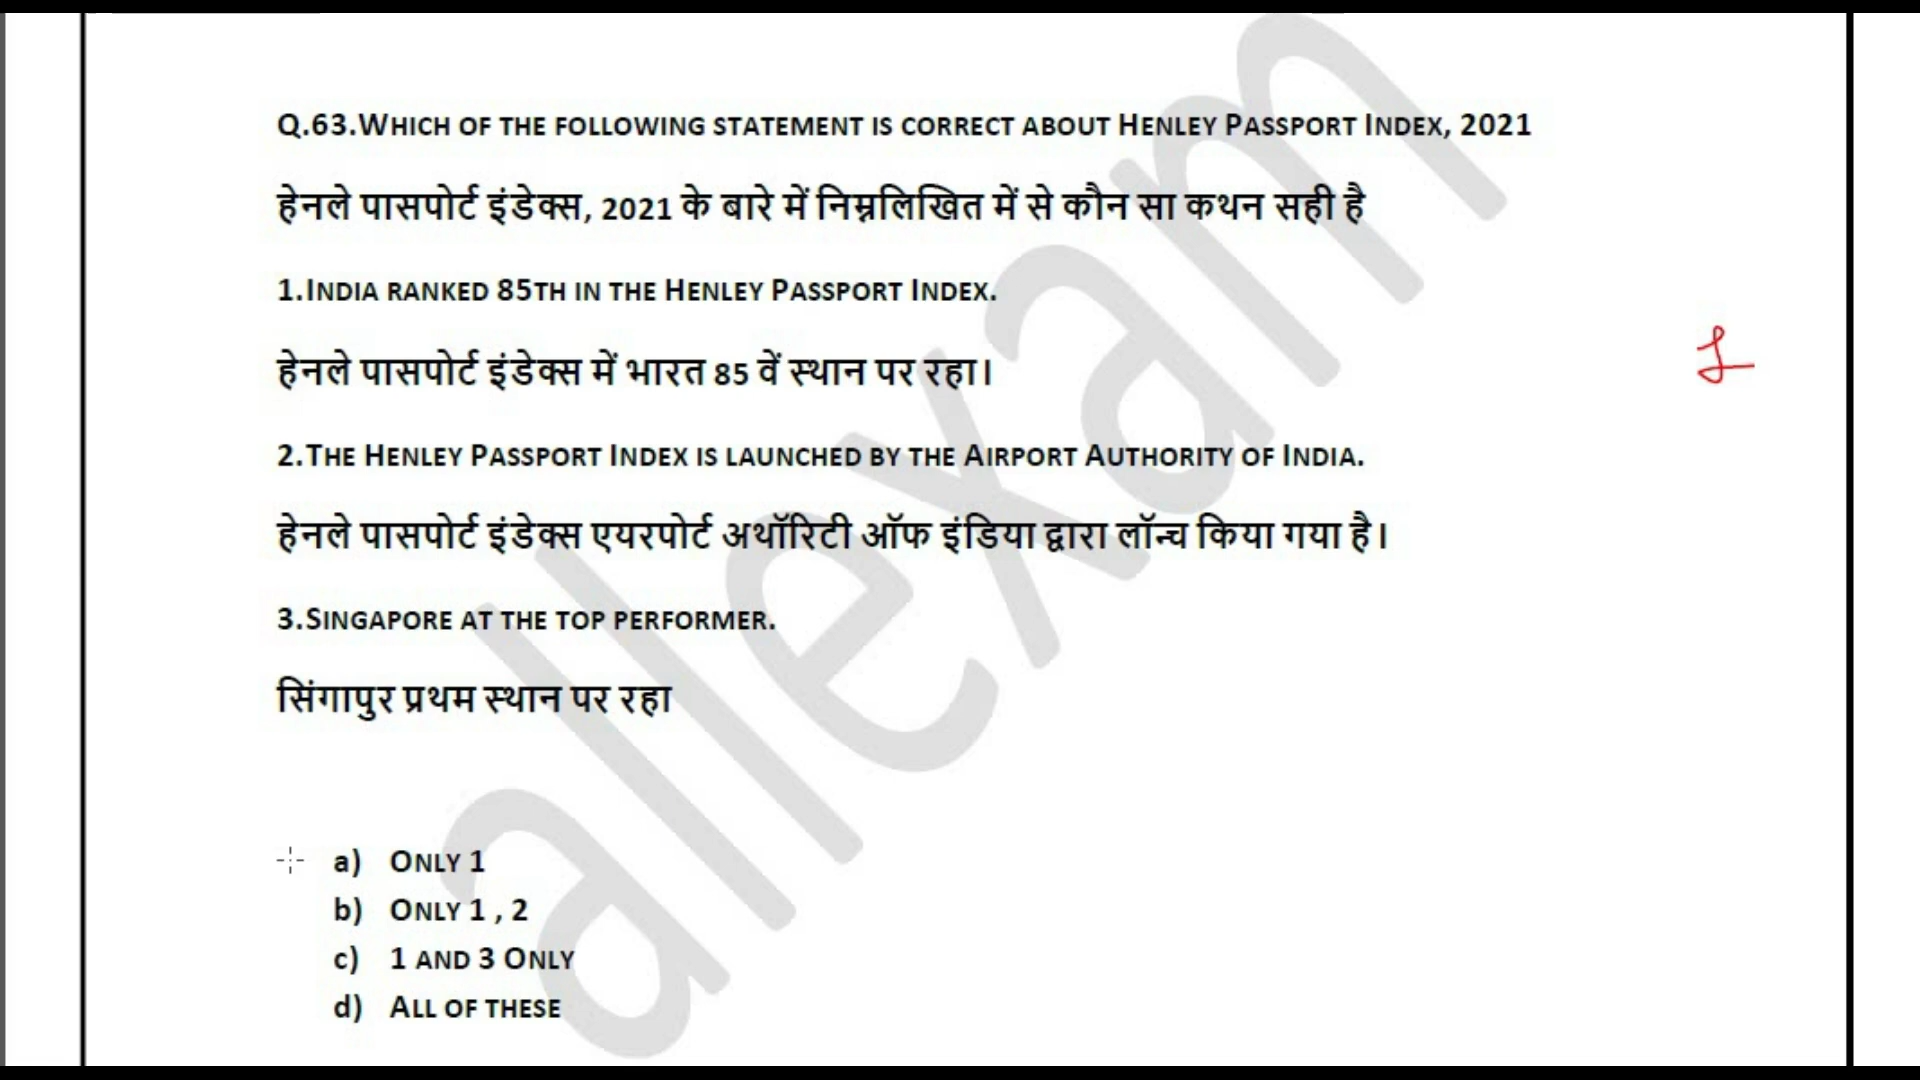 Q.63.Which of the following statement is correct about Henley Passport Index, 2021
हेनले पासपोर्ट इंडेक्स, 2021 के बारे में निम्नलिखित में से कौन सा कथन सही है
1.India ranked 85th in the Henley Passport Index.
हेनले पासपोर्ट इंडेक्स में भारत 85 वें स्थान पर रहा।
2.The Henley Passport Index is launched by the Airport Authority of India.
हेनले पासपोर्ट इंडेक्स एयरपोर्ट अथॉरिटी ऑफ इंडिया द्वारा लॉन्च किया गया है।
3.Singapore at the top performer.
सिंगापुर प्रथम स्थान पर रहा
a) Only 1
b) Only 1 , 2
c) 1 and 3 Only
d) All of these
allexam